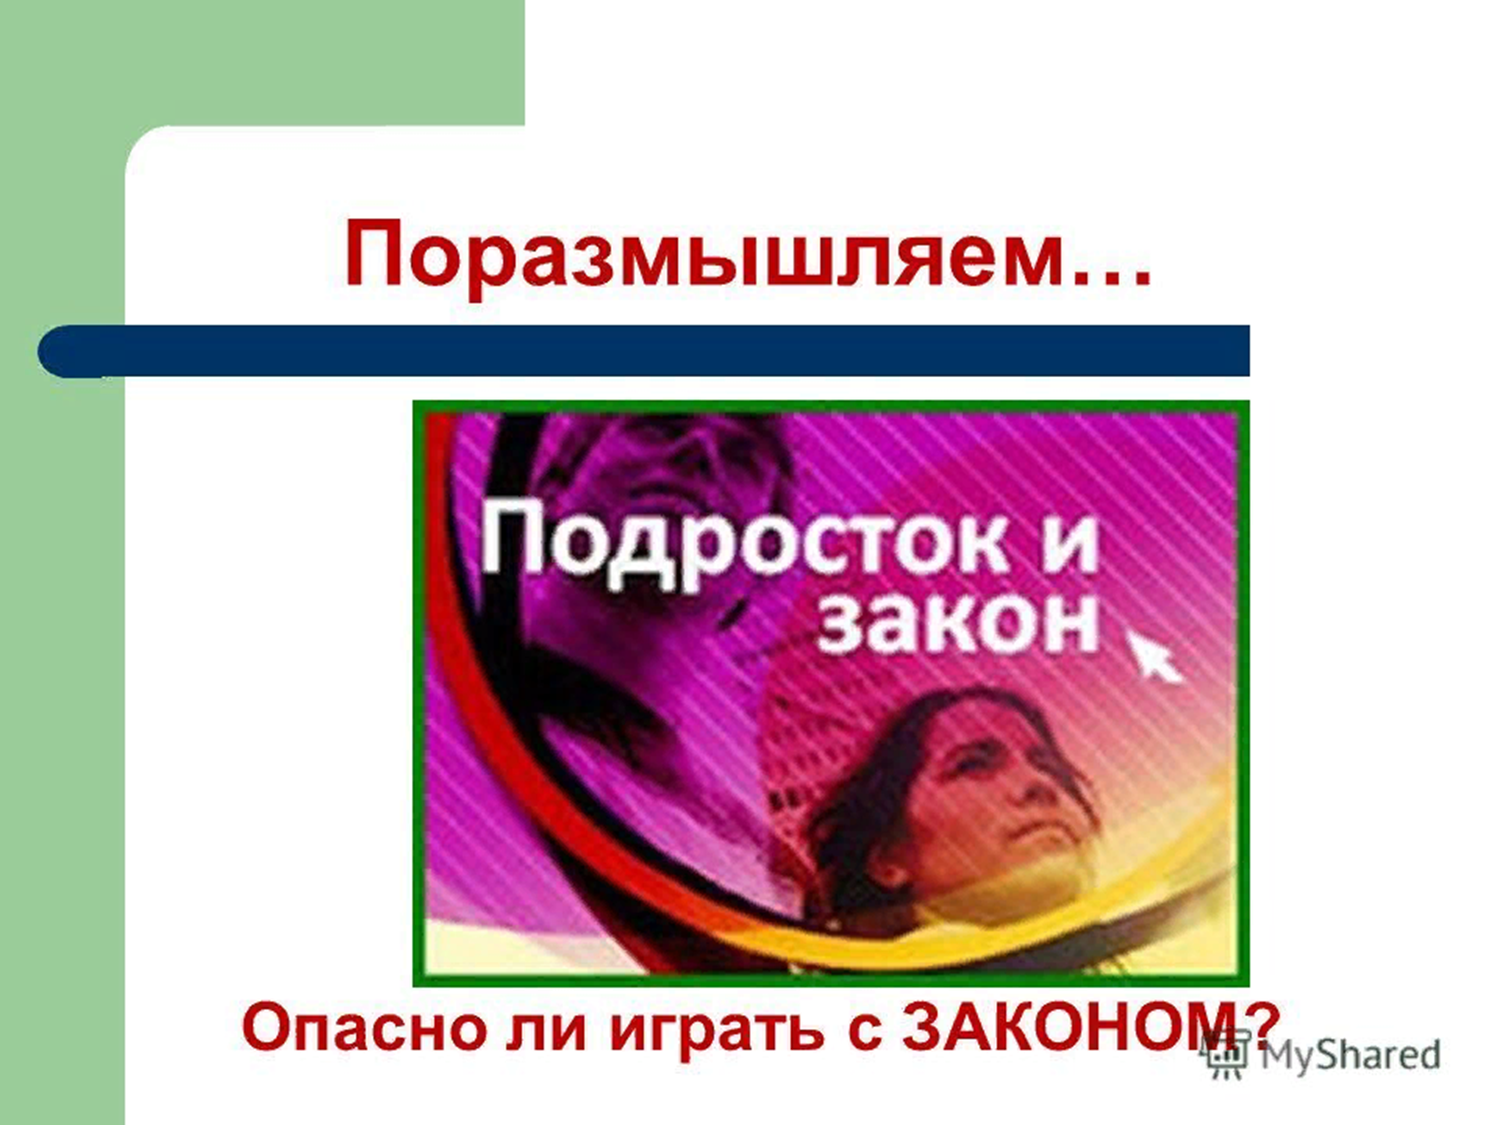 Поразмышляем...
Подросток и
закон
Опасно ли играть с ЗАКОНОМ?
MyShared